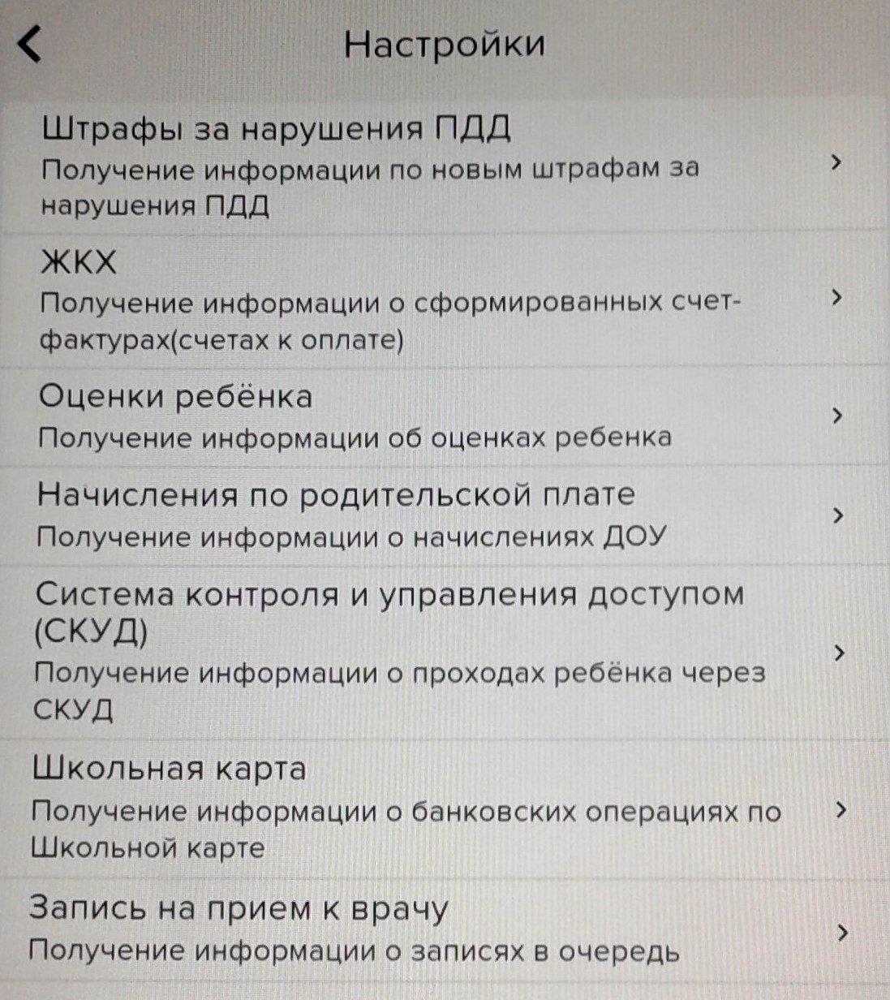 Настройки
Штрафы за нарушения ПДД
Получение информации по новым штрафам за
нарушения ПДД
ЖКХ
Получение информации о сформированных счет-
фактурах(счетах к оплате)
Оценки ребёнка
Получение информации об оценках ребенка
Начисления по родительской плате
Получение информации о начислениях ДОУ
Система контроля и управления доступом
(СКУД)
Получение информации о проходах ребёнка через
СКУД
Школьная карта
Получение информации о банковских операциях по
Школьной карте
Запись на прием к врачу
Получение информации о записях в очередь